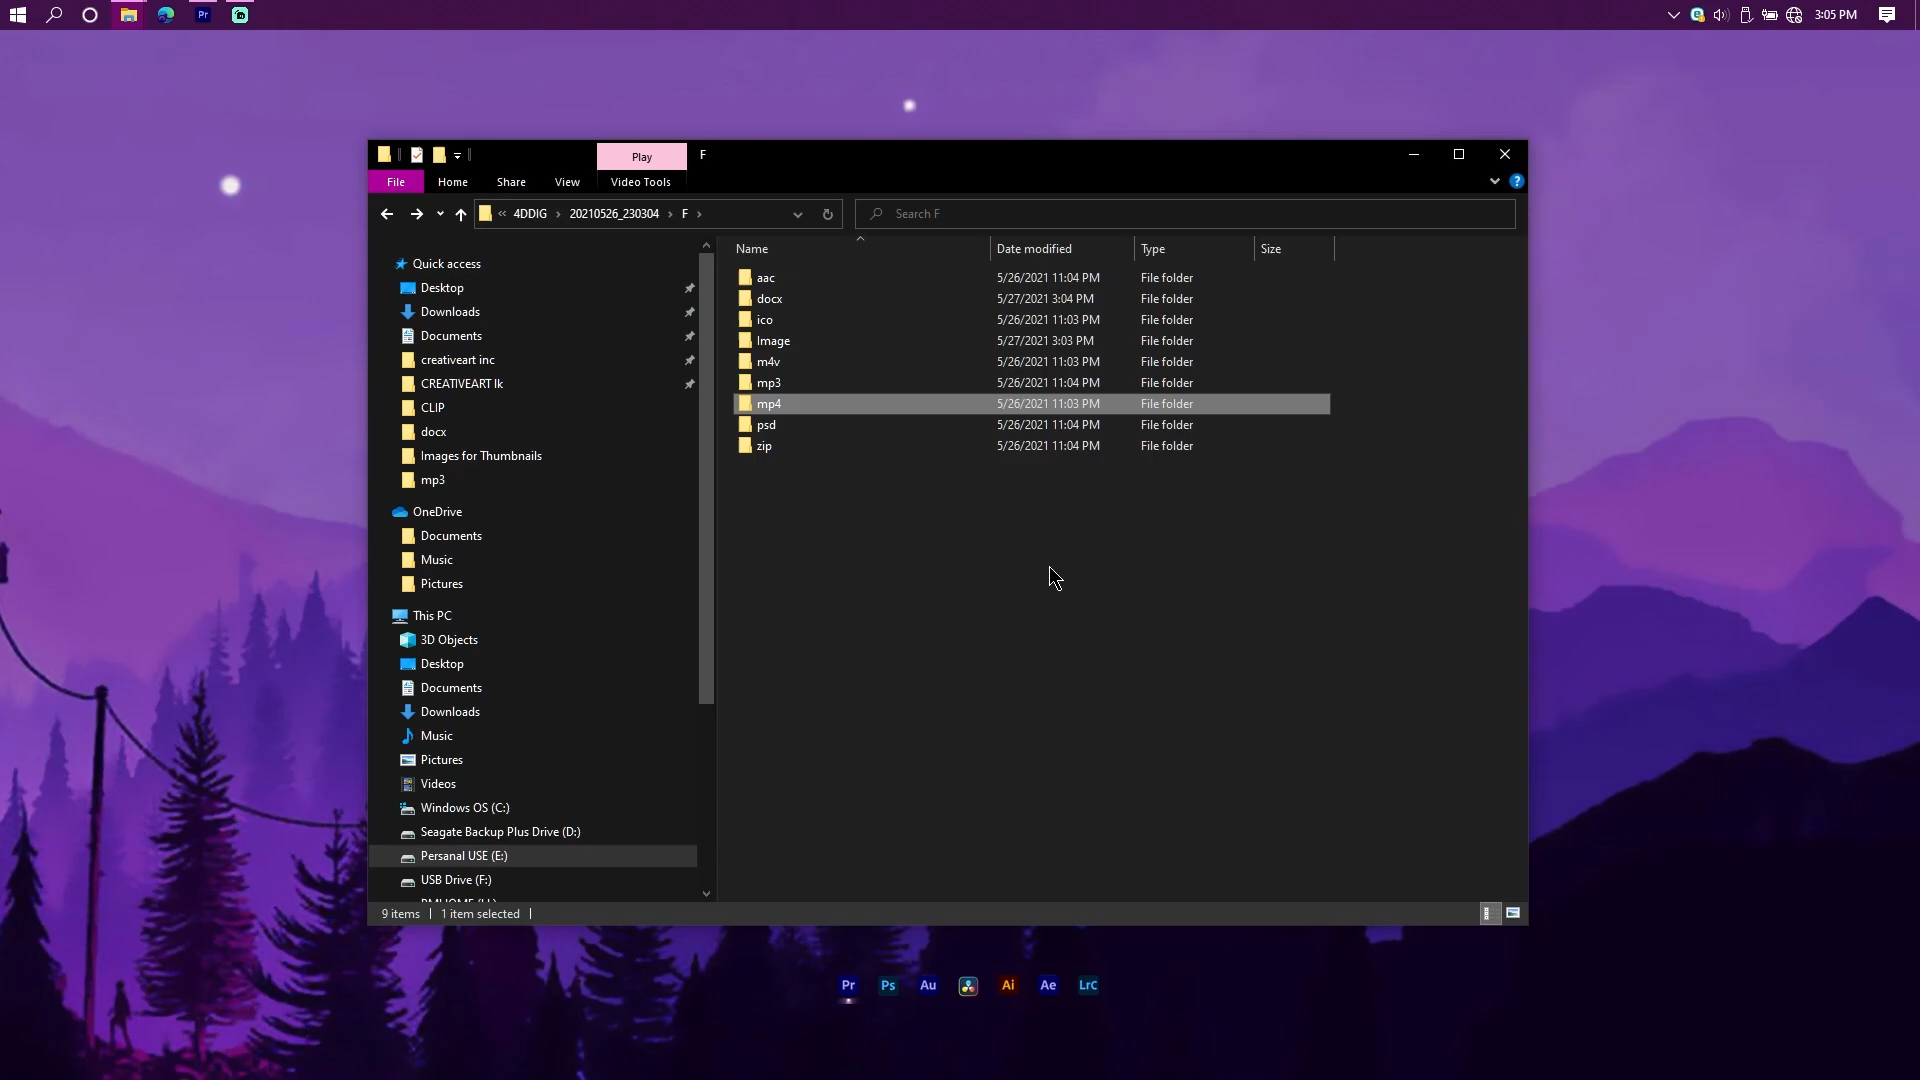 Pr
3:05 PM
Play
F
File
Home
Share
View
Video Tools
?
« 4DDIG › 20210526_230304 › F ›
Search F
Name
Date modified
Type
Size
aac 5/26/2021 11:04 PM File folder
docx 5/27/2021 3:04 PM File folder
ico 5/26/2021 11:03 PM File folder
Image 5/27/2021 3:03 PM File folder
m4v 5/26/2021 11:03 PM File folder
mp3 5/26/2021 11:04 PM File folder
mp4 5/26/2021 11:03 PM File folder
psd 5/26/2021 11:04 PM File folder
zip 5/26/2021 11:04 PM File folder
Quick access
Desktop
Downloads
Documents
creativeart inc
CREATIVEART lk
CLIP
docx
Images for Thumbnails
mp3
OneDrive
Documents
Music
Pictures
This PC
3D Objects
Desktop
Documents
Downloads
Music
Pictures
Videos
Windows OS (C:)
Seagate Backup Plus Drive (D:)
Persanal USE (E:)
USB Drive (F:)
9 items
1 item selected
Pr
Ps
Au
Ai
Ae
LrC